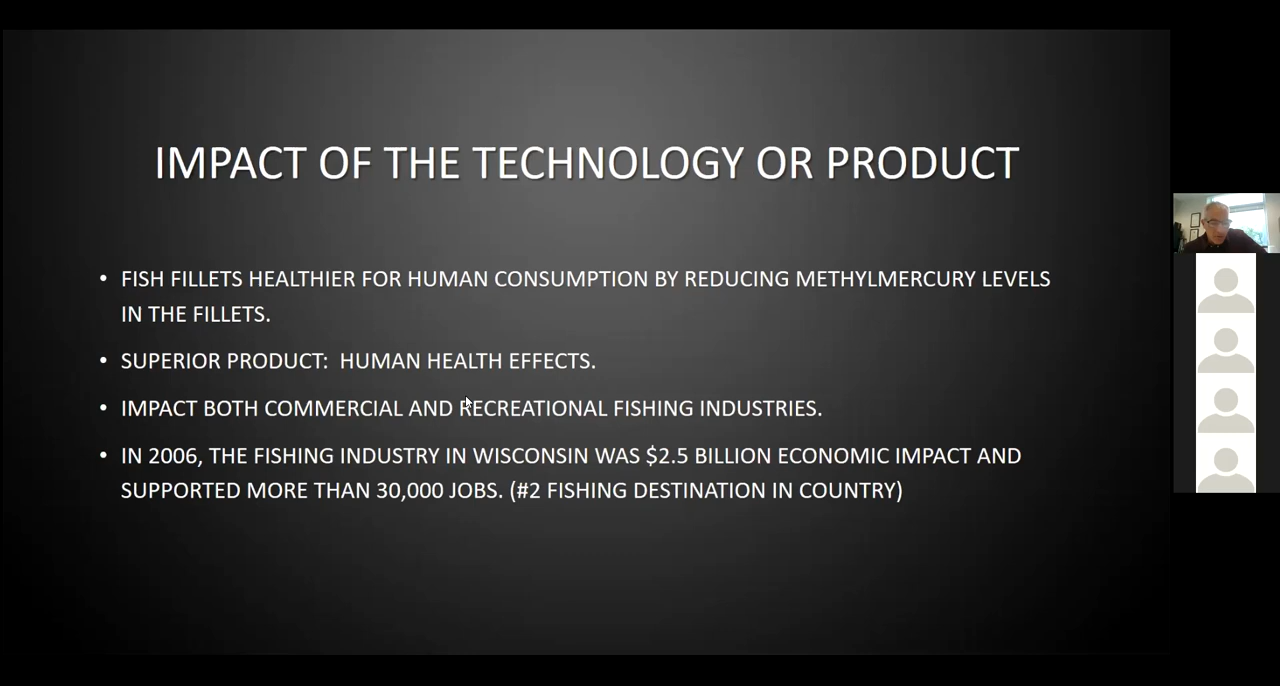 IMPACT OF THE TECHNOLOGY OR PRODUCT
• FISH FILLETS HEALTHIER FOR HUMAN CONSUMPTION BY REDUCING METHYLMERCURY LEVELS
IN THE FILLETS.
• SUPERIOR PRODUCT:  HUMAN HEALTH EFFECTS.
• IMPACT BOTH COMMERCIAL AND RECREATIONAL FISHING INDUSTRIES.
• IN 2006, THE FISHING INDUSTRY IN WISCONSIN WAS $2.5 BILLION ECONOMIC IMPACT AND
SUPPORTED MORE THAN 30,000 JOBS. (#2 FISHING DESTINATION IN COUNTRY)